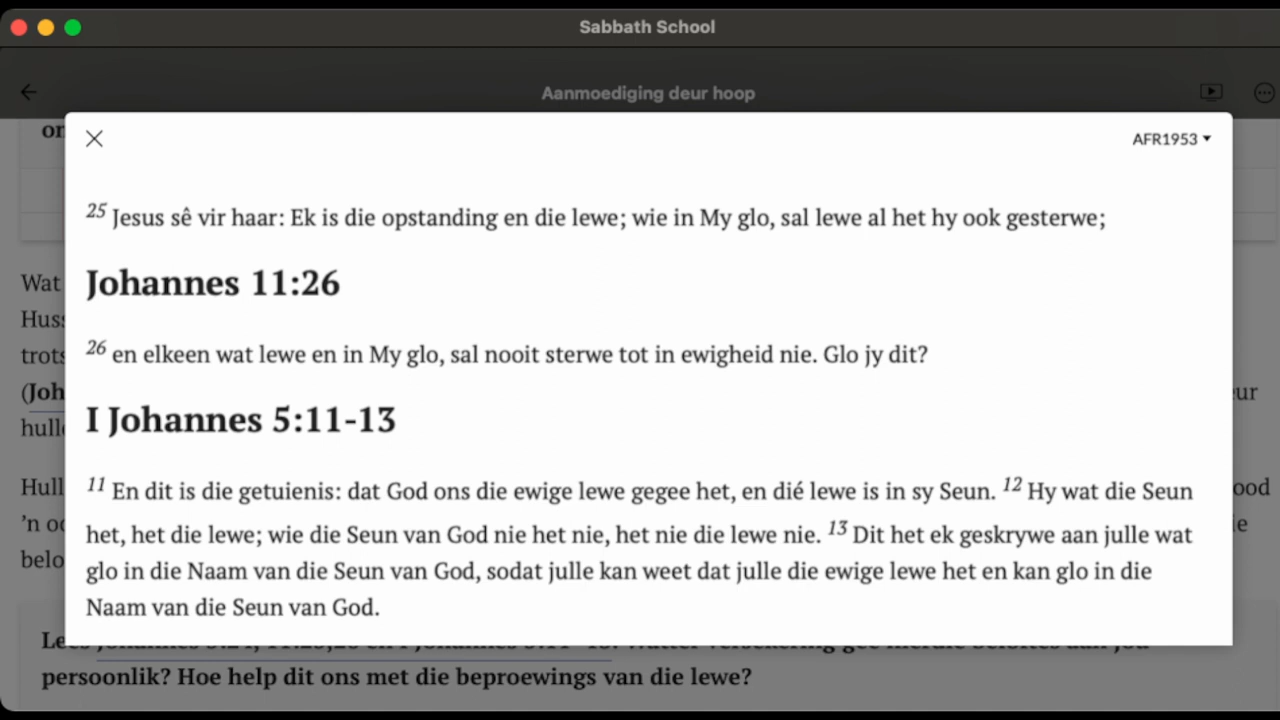 Sabbath School
Aanmoediging deur hoop
AFR1953
25 Jesus sê vir haar: Ek is die opstanding en die lewe; wie in My glo, sal lewe al het hy ook gesterwe;
Johannes 11:26
26 en elkeen wat lewe en in My glo, sal nooit sterwe tot in ewigheid nie. Glo jy dit?
I Johannes 5:11-13
11 En dit is die getuienis: dat God ons die ewige lewe gegee het, en dié lewe is in sy Seun. 12 Hy wat die Seun
het, het die lewe; wie die Seun van God nie het nie, het nie die lewe nie. 13 Dit het ek geskrywe aan julle wat
glo in die Naam van die Seun van God, sodat julle kan weet dat julle die ewige lewe het en kan glo in die
Naam van die Seun van God.
Wat
persoonlik? Hoe help dit ons met die beproewings van die lewe?